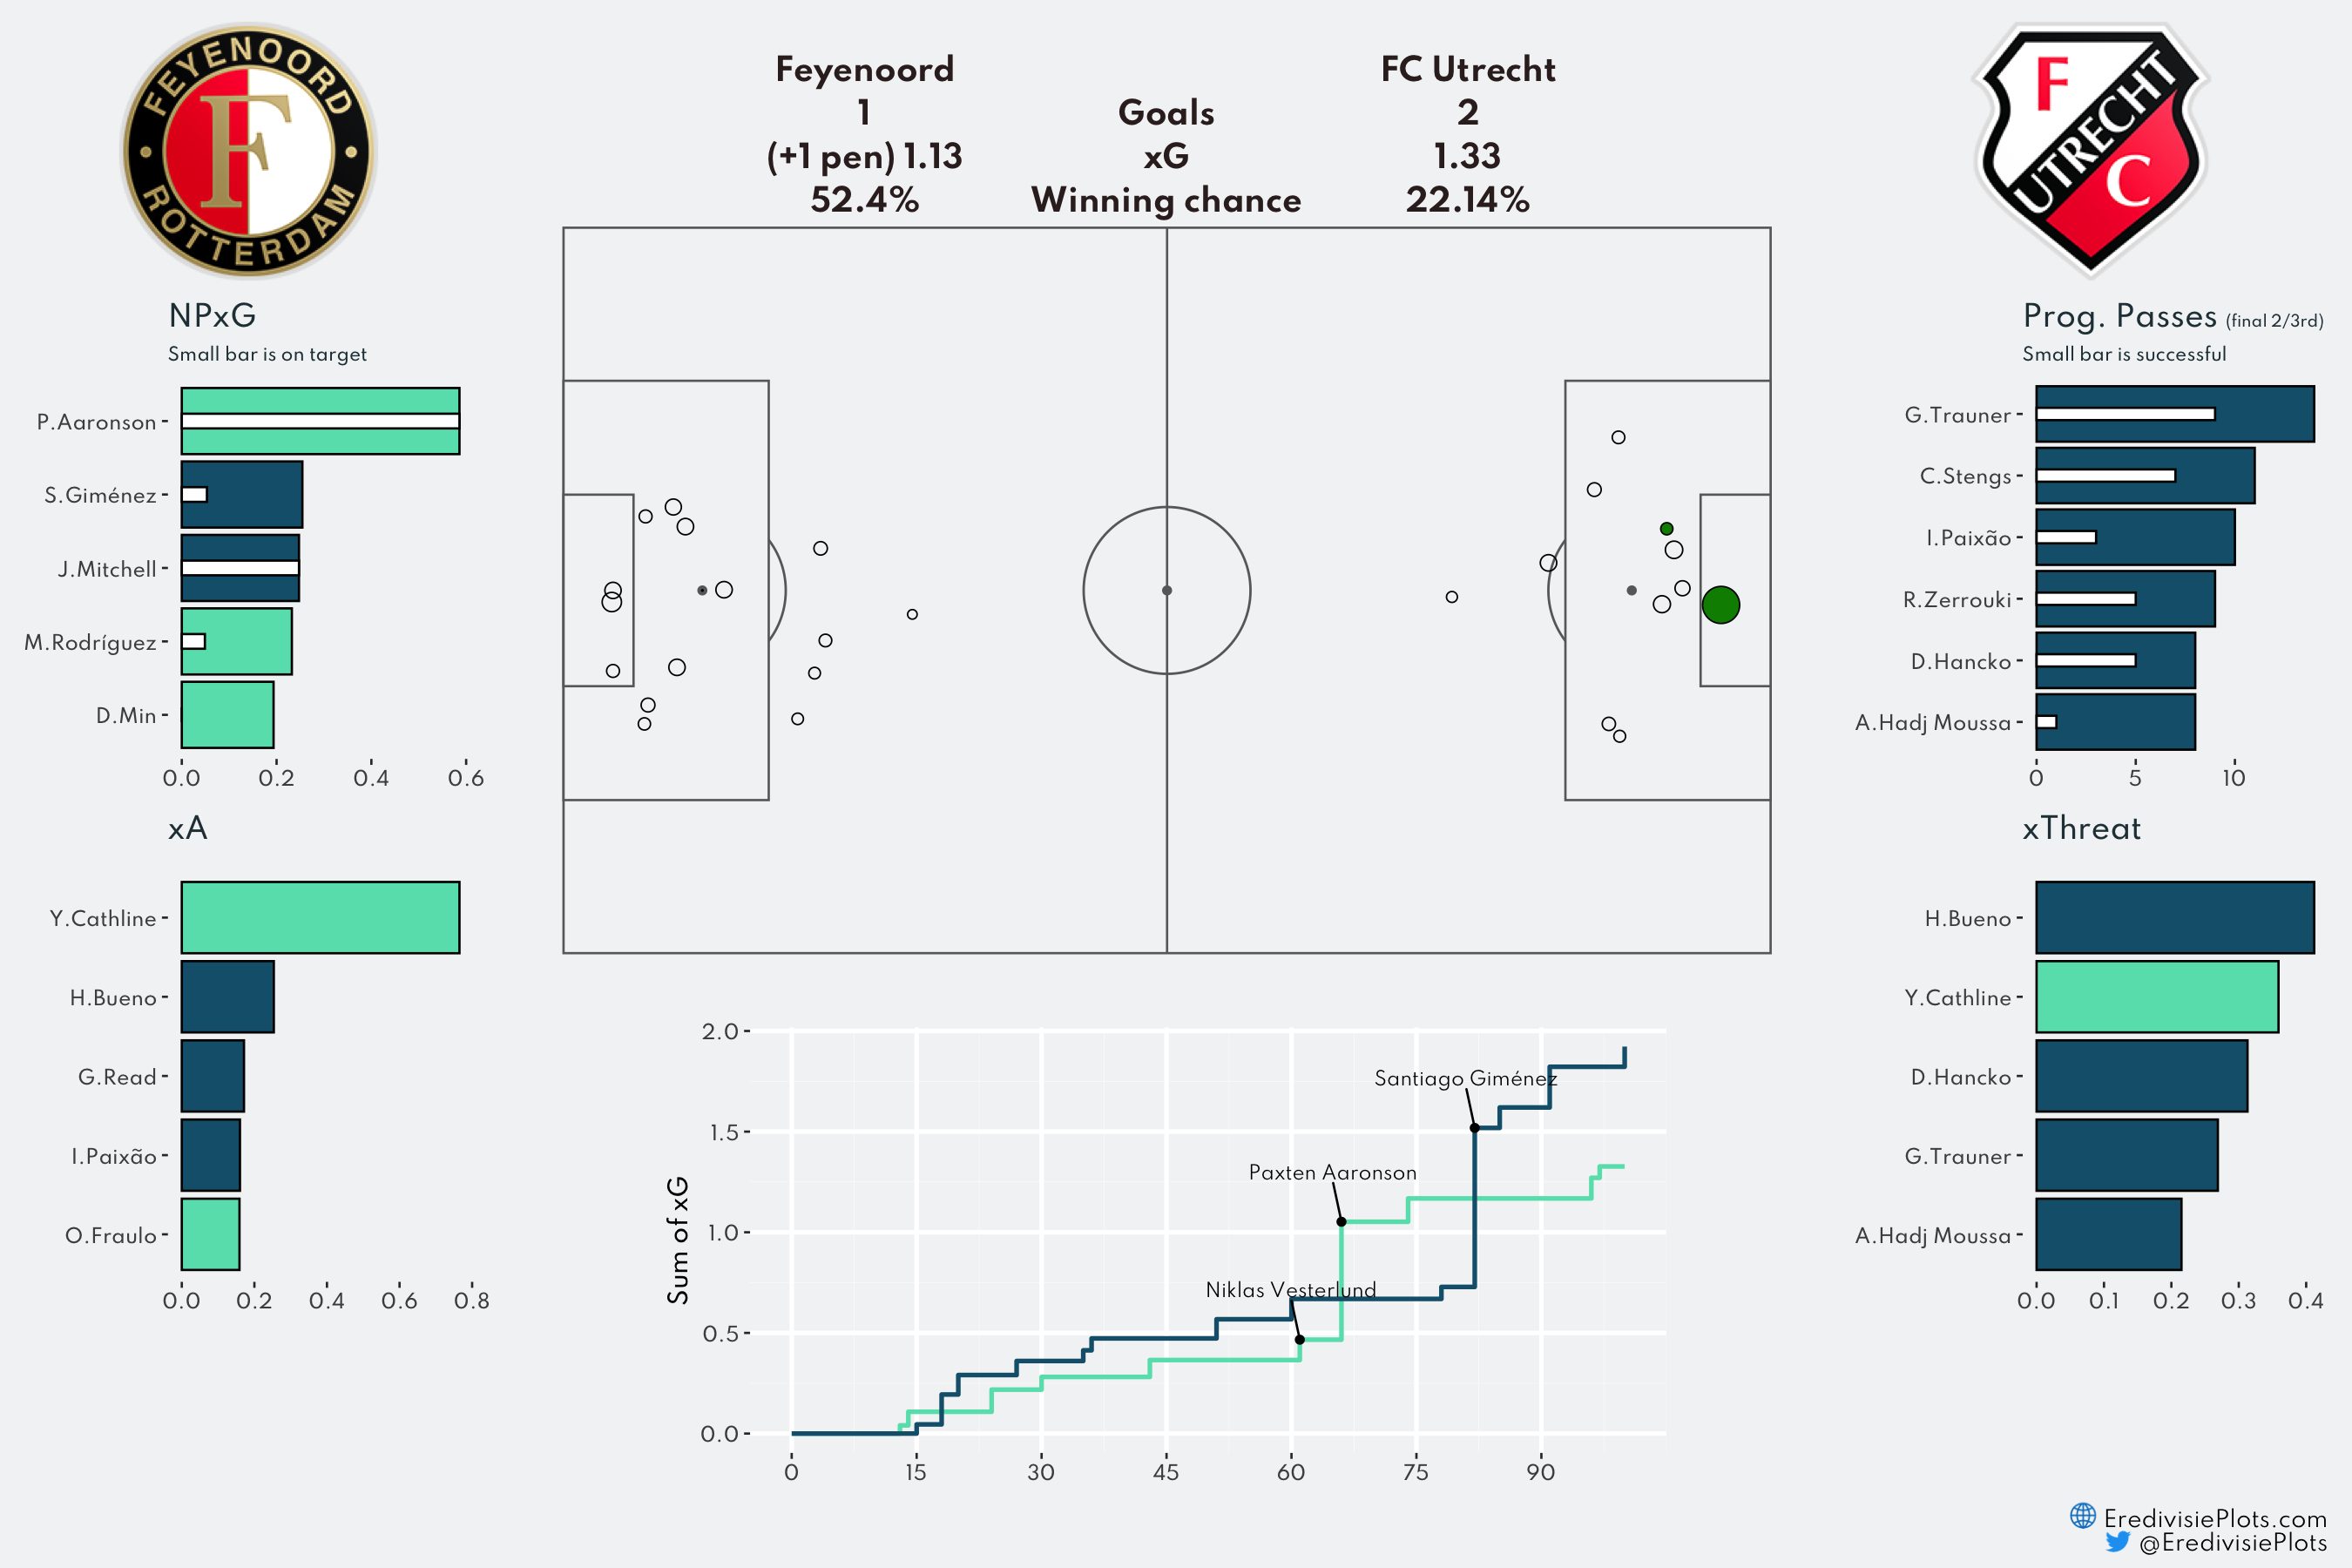 FEYENOORD
F
ROTTERDAM
Feyenoord
FC Utrecht
1
Goals
2
(+1 pen) 1.13
xG
1.33
52.4%
Winning chance
22.14%
F
UTRECHT
C
NPxG
Small bar is on target
P.Aaronson
S.Giménez
J.Mitchell
M.Rodríguez
D.Min
0.0 0.2 0.4 0.6
xA
Y.Cathline
H.Bueno
G.Read
I.Paixão
O.Fraulo
0.0 0.2 0.4 0.6 0.8
Sum of xG
2.0
1.5
1.0
0.5
0.0
Santiago Giménez
Paxten Aaronson
Niklas Vesterlund
0 15 30 45 60 75 90
Prog. Passes (final 2/3rd)
Small bar is successful
G.Trauner
C.Stengs
I.Paixão
R.Zerrouki
D.Hancko
A.Hadj Moussa
0 5 10
xThreat
H.Bueno
Y.Cathline
D.Hancko
G.Trauner
A.Hadj Moussa
0.0 0.1 0.2 0.3 0.4
EredivisiePlots.com
@EredivisiePlots